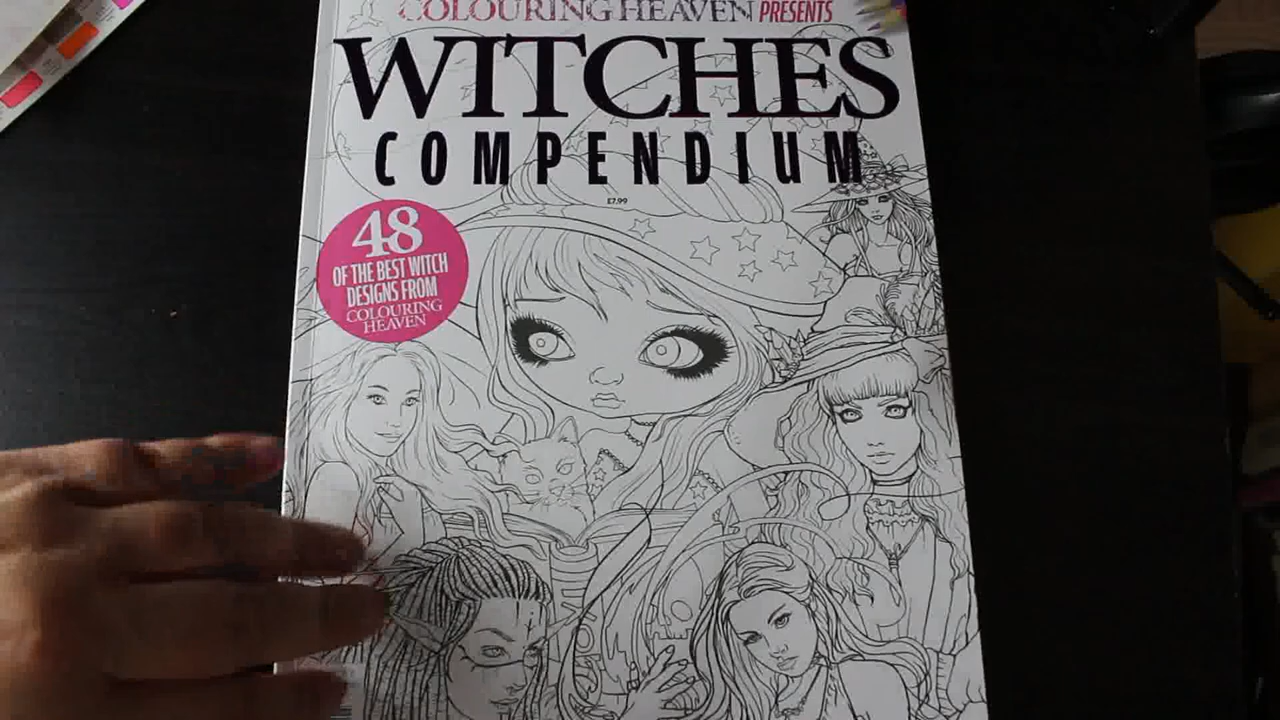 COLOURING HEAVEN PRESENTS
WITCHES
COMPENDIUM
£7.99
48
OF THE BEST WITCH
DESIGNS FROM
COLOURING
HEAVEN